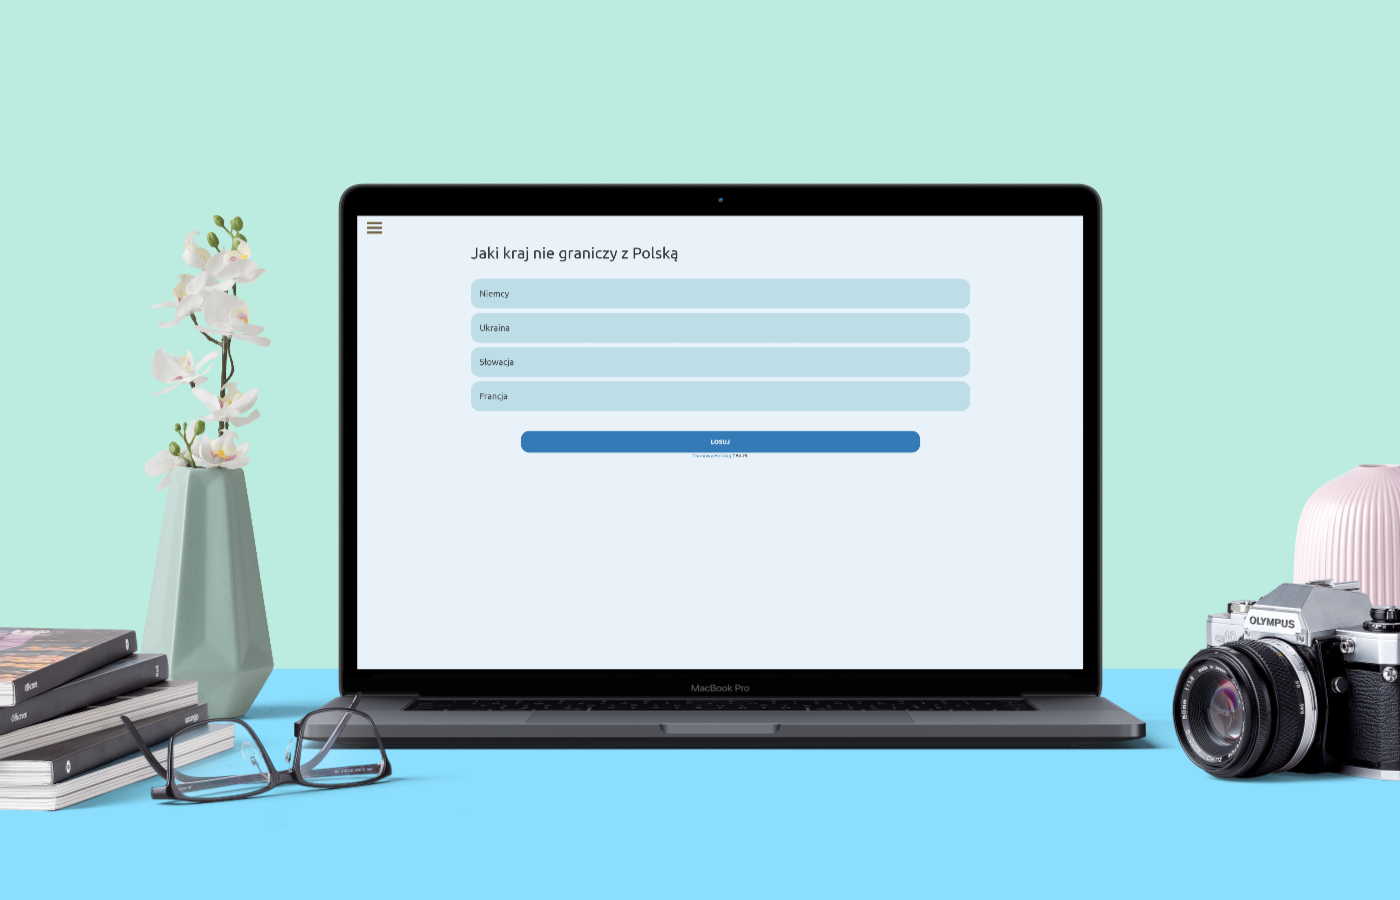 Jaki kraj nie graniczy z Polską
Niemcy
Ukraina
Słowacja
Francja
LOSUJ
MacBook Pro
OLYMPUS